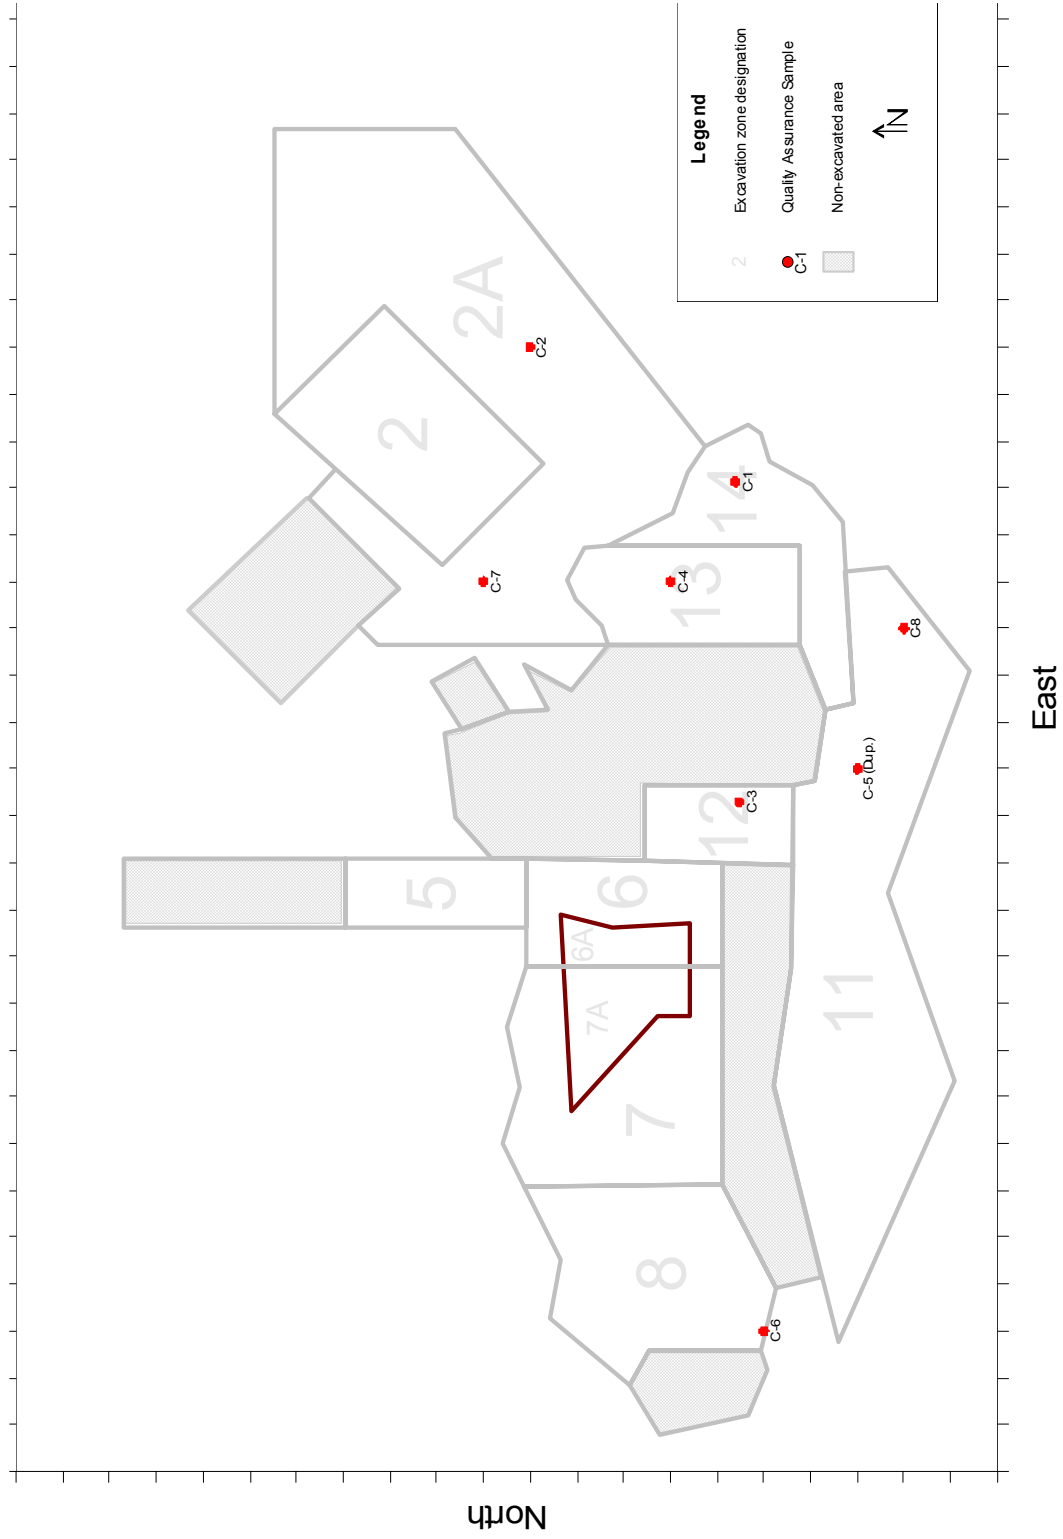 Legend
2 Excavation zone designation
C-1 Quality Assurance Sample
Non-excavated area
N
2A
2
C-2
14
C-1
13
C-4
C-7
C-8
C-5 (Dup.)
12
C-3
5
6
6A
7A
7
11
8
C-6
North
East